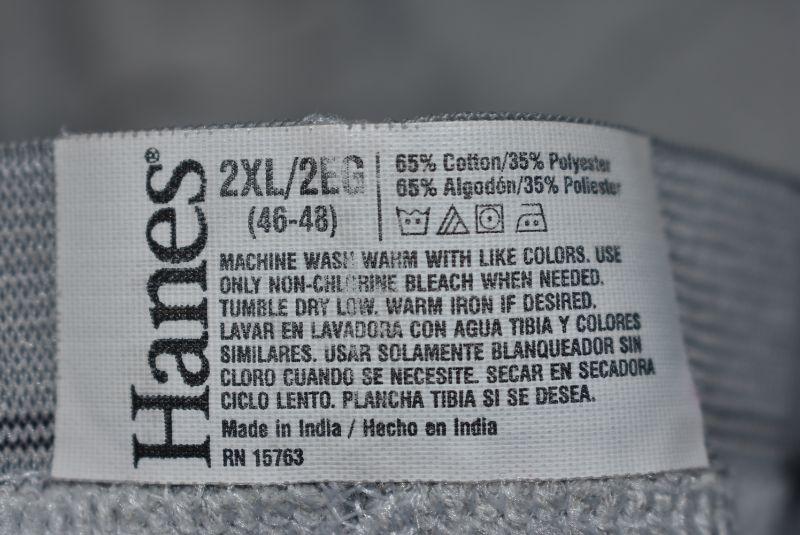 Hanes®
2XL/2EG
(46-48)
65% Cotton/35% Polyester
65% Algodón/35% Poliester
MACHINE WASH WARM WITH LIKE COLORS. USE
ONLY NON-CHLORINE BLEACH WHEN NEEDED.
TUMBLE DRY LOW. WARM IRON IF DESIRED.
LAVAR EN LAVADORA CON AGUA TIBIA Y COLORES
SIMILARES. USAR SOLAMENTE BLANQUEADOR SIN
CLORO CUANDO SE NECESITE. SECAR EN SECADORA
CICLO LENTO. PLANCHA TIBIA SI SE DESEA.
Made in India / Hecho en India
RN 15763